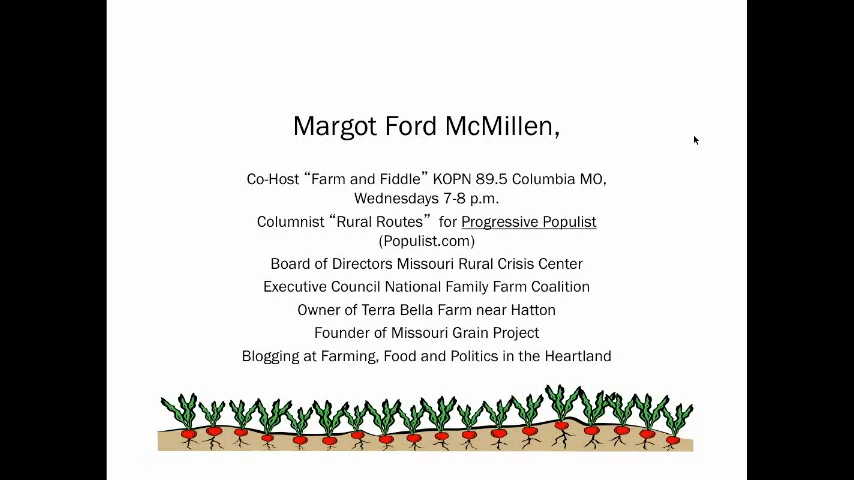 Margot Ford McMillen,
Co-Host “Farm and Fiddle” KOPN 89.5 Columbia MO,
Wednesdays 7-8 p.m.
Columnist “Rural Routes” for Progressive Populist
(Populist.com)
Board of Directors Missouri Rural Crisis Center
Executive Council National Family Farm Coalition
Owner of Terra Bella Farm near Hatton
Founder of Missouri Grain Project
Blogging at Farming, Food and Politics in the Heartland